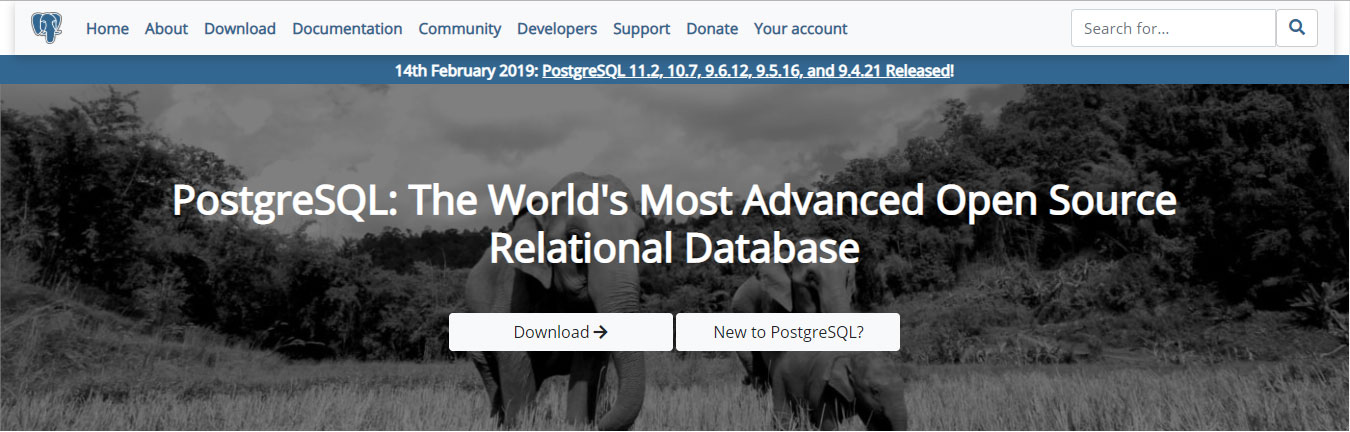 Home About Download Documentation Community Developers Support Donate Your account Search for...
14th February 2019: PostgreSQL 11.2, 10.7, 9.6.12, 9.5.16, and 9.4.21 Released!
PostgreSQL: The World's Most Advanced Open Source
Relational Database
Download → New to PostgreSQL?